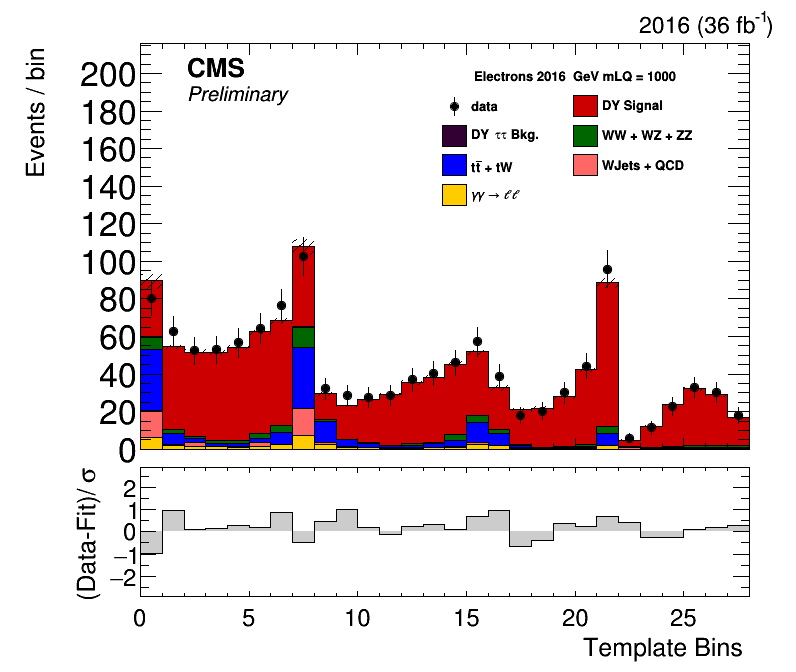 2016 (36 fb-1)
CMS
Preliminary
Electrons 2016 GeV mLQ = 1000
data
DY Signal
DY ττ Bkg.
WW + WZ + ZZ
tt̅ + tW
WJets + QCD
γγ → ℓℓ
Events / bin
200
180
160
140
120
100
80
60
40
20
0
(Data-Fit)/ σ
2
1
0
−1
−2
0 5 10 15 20 25
Template Bins